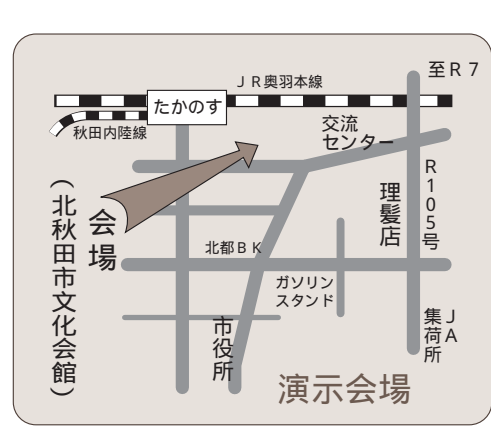 至R7
JR奥羽本線
たかのす
秋田内陸線
交流
センター
R105号
理髪店
会場
(北秋田市文化会館)
北都BK
ガソリン
スタンド
市役所
JA
集荷所
演示会場